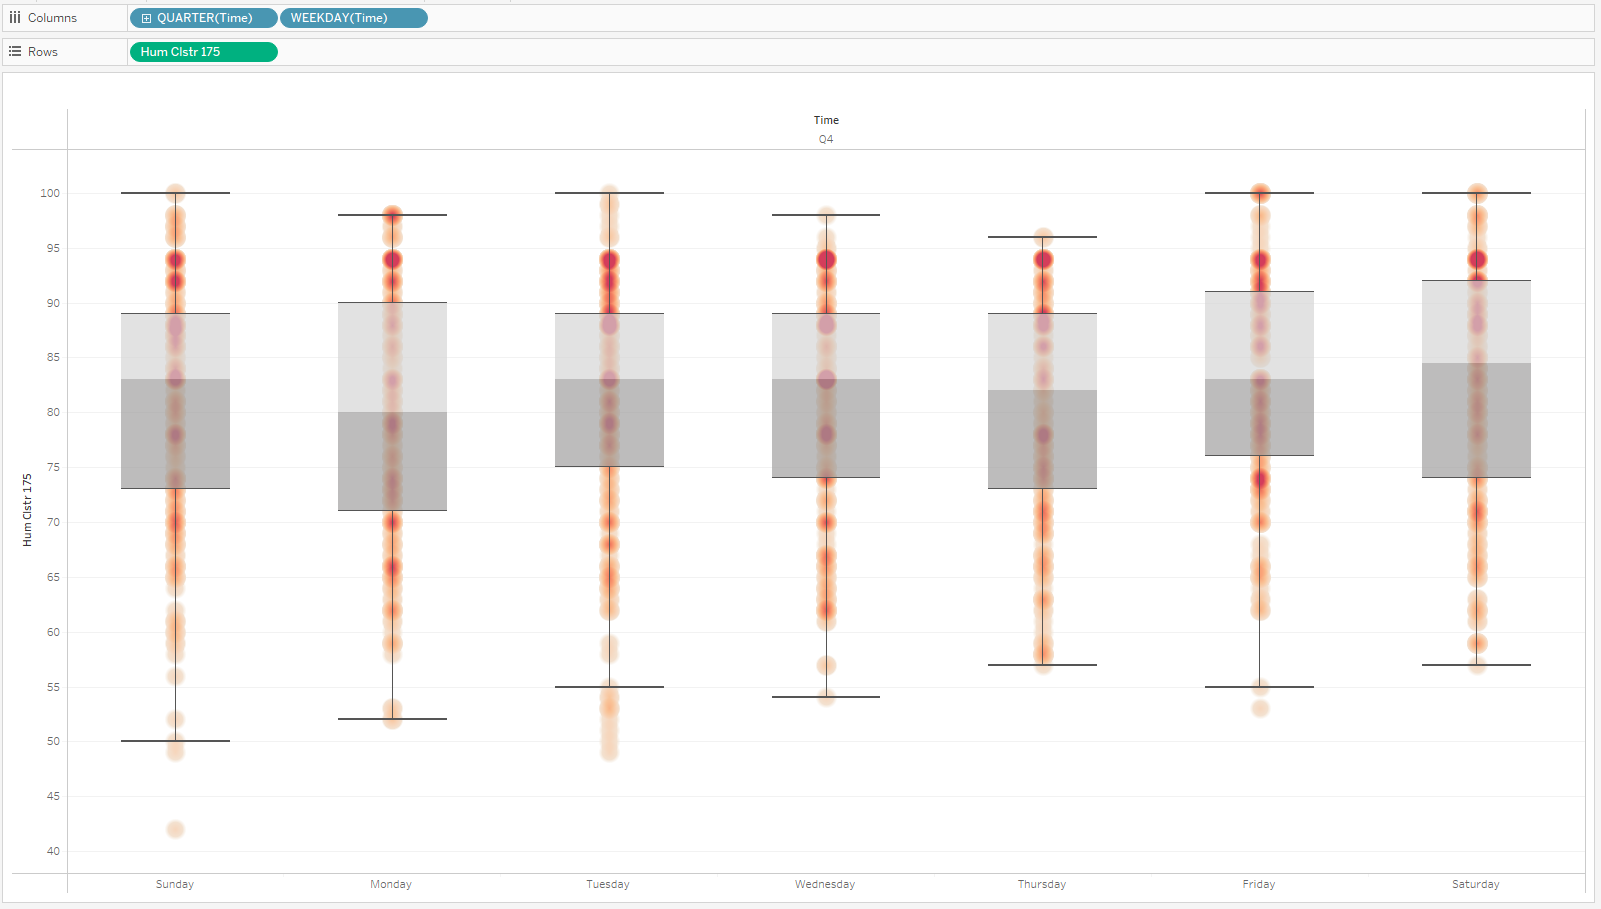 Columns
QUARTER(Time)
WEEKDAY(Time)
Rows
Hum Clstr 175
Time
Q4
100
95
90
85
80
75
70
65
60
55
50
45
40
Hum Clstr 175
Sunday
Monday
Tuesday
Wednesday
Thursday
Friday
Saturday